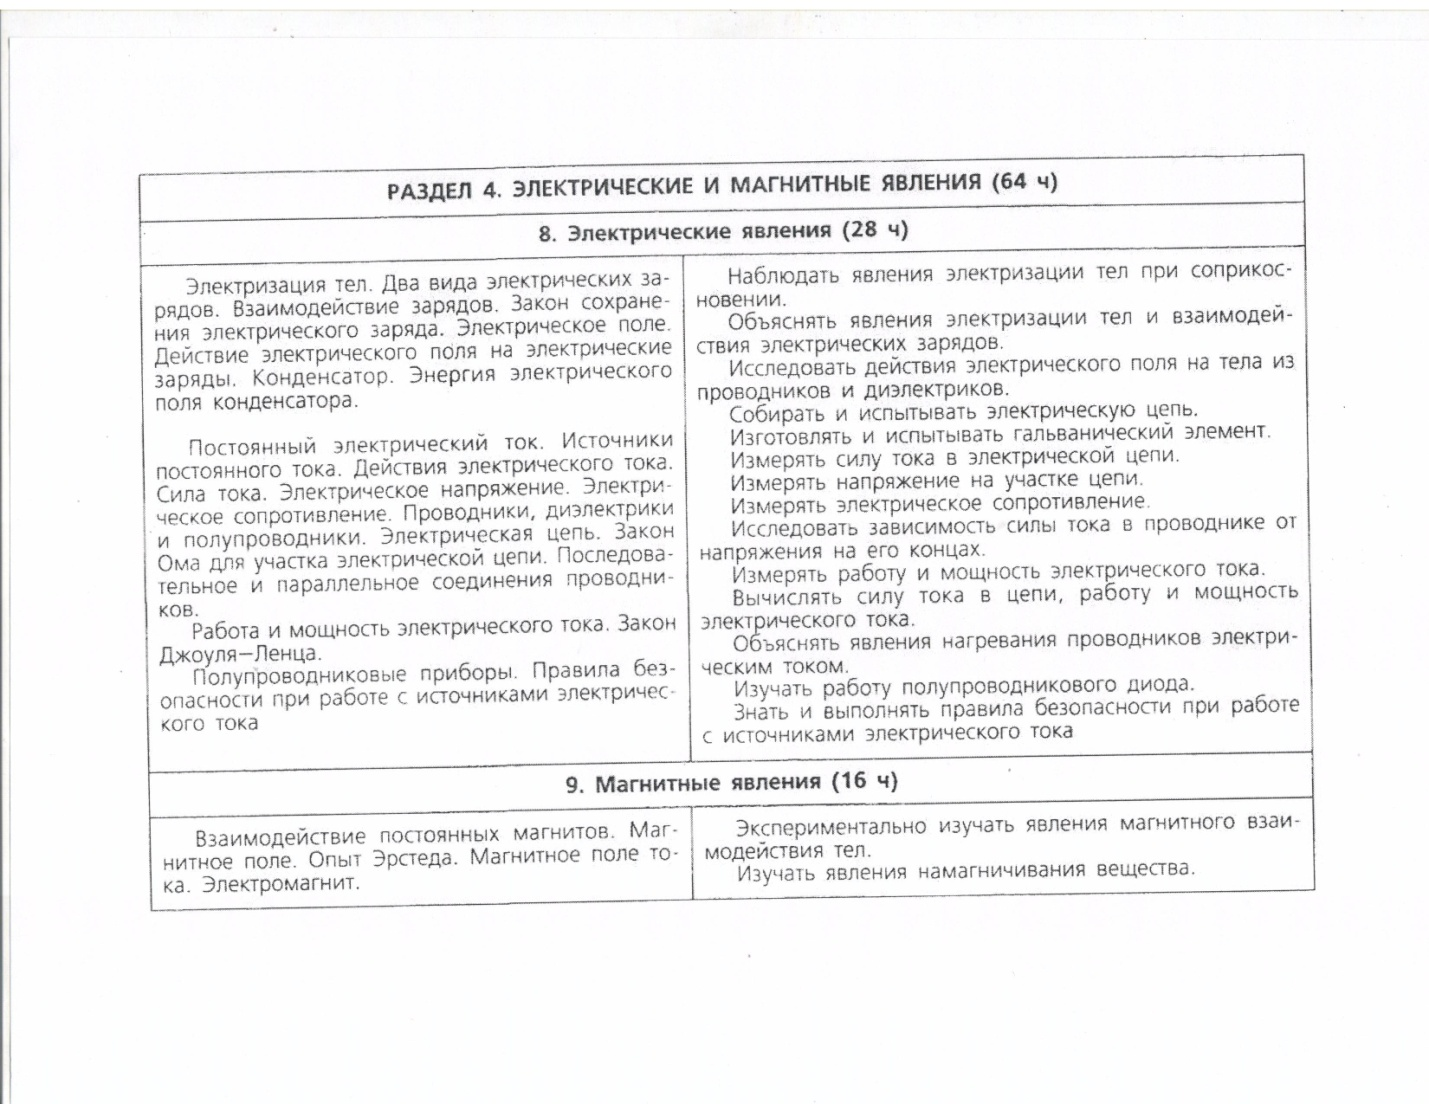 РАЗДЕЛ 4. ЭЛЕКТРИЧЕСКИЕ И МАГНИТНЫЕ ЯВЛЕНИЯ (64 ч)
8. Электрические явления (28 ч)
Электризация тел. Два вида электрических за-
рядов. Взаимодействие зарядов. Закон сохране-
ния электрического заряда. Электрическое поле.
Действие электрического поля на электрические
заряды. Конденсатор. Энергия электрического
поля конденсатора.
Постоянный электрический ток. Источники
постоянного тока. Действия электрического тока.
Сила тока. Электрическое напряжение. Электри-
ческое сопротивление. Проводники, диэлектрики
и полупроводники. Электрическая цепь. Закон
Ома для участка электрической цепи. Последова-
тельное и параллельное соединения проводни-
ков.
Работа и мощность электрического тока. Закон
Джоуля—Ленца.
Полупроводниковые приборы. Правила без-
опасности при работе с источниками электричес-
кого тока
Наблюдать явления электризации тел при соприкос-
новении.
Объяснять явления электризации тел и взаимодей-
ствия электрических зарядов.
Исследовать действия электрического поля на тела из
проводников и диэлектриков.
Собирать и испытывать электрическую цепь.
Изготовлять и испытывать гальванический элемент.
Измерять силу тока в электрической цепи.
Измерять напряжение на участке цепи.
Измерять электрическое сопротивление.
Исследовать зависимость силы тока в проводнике от
напряжения на его концах.
Измерять работу и мощность электрического тока.
Вычислять силу тока в цепи, работу и мощность
электрического тока.
Объяснять явления нагревания проводников электри-
ческим током.
Изучать работу полупроводникового диода.
Знать и выполнять правила безопасности при работе
с источниками электрического тока
9. Магнитные явления (16 ч)
Взаимодействие постоянных магнитов. Маг-
нитное поле. Опыт Эрстеда. Магнитное поле то-
ка. Электромагнит.
Экспериментально изучать явления магнитного взаи-
модействия тел.
Изучать явления намагничивания вещества.